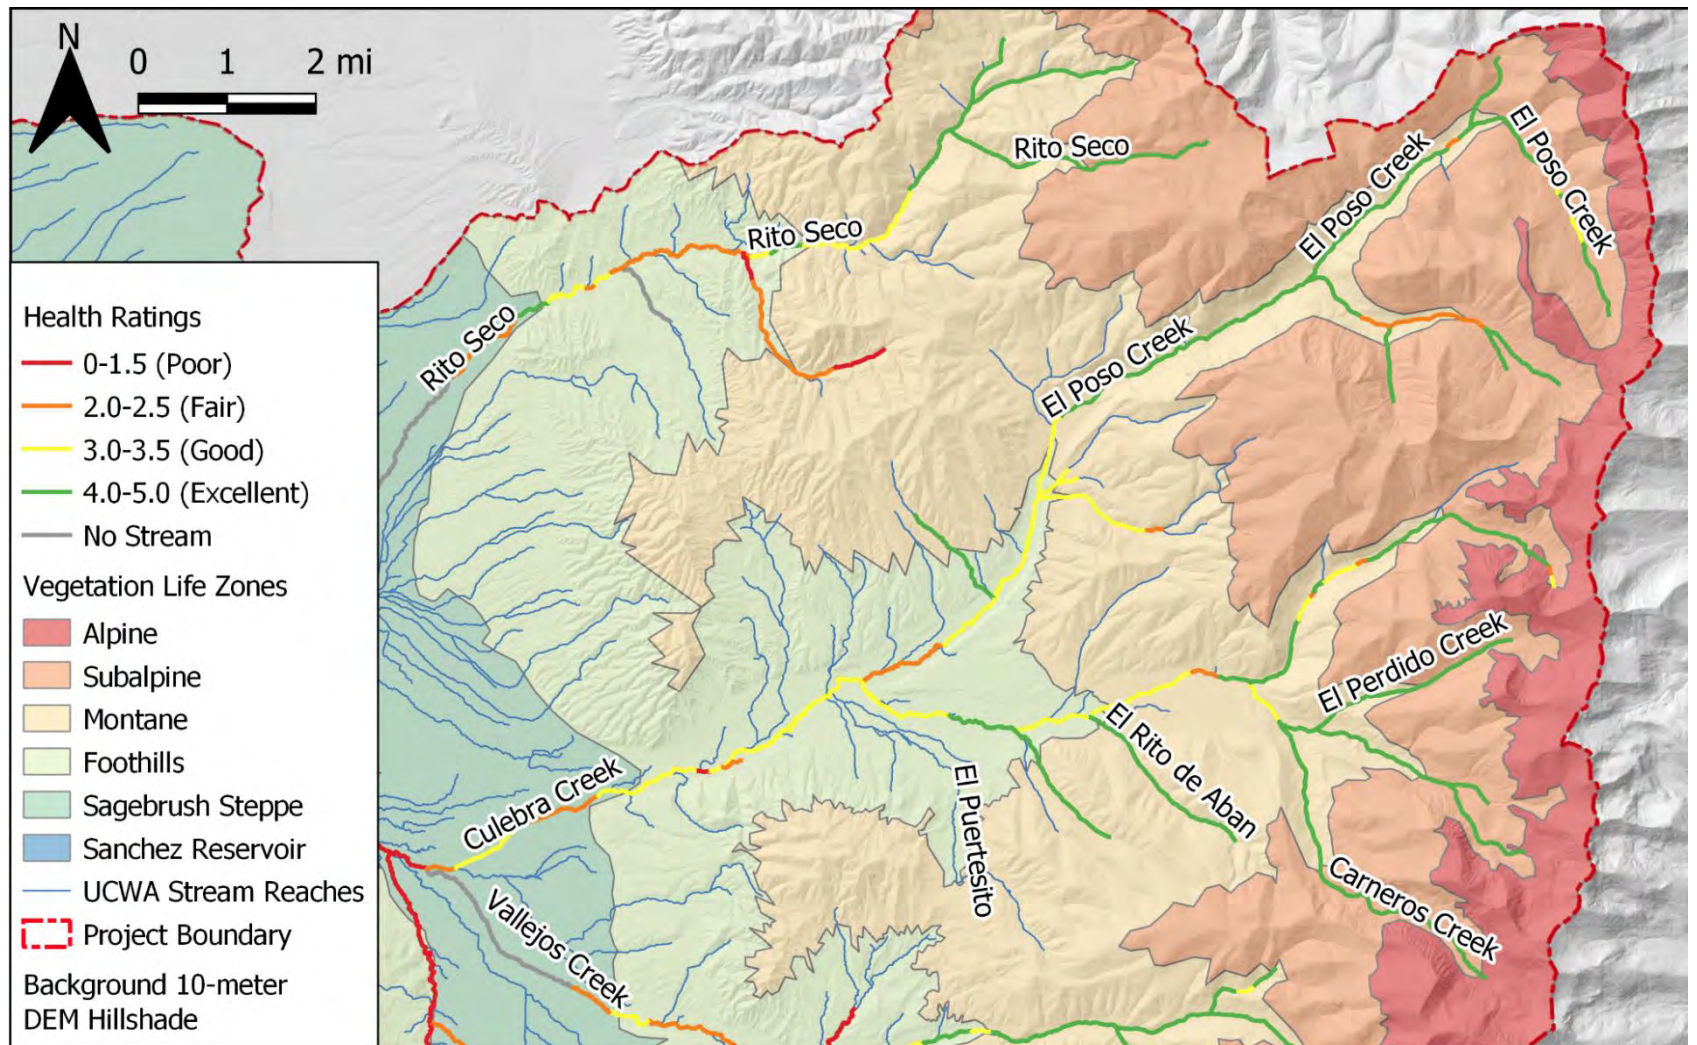 N
0 1 2 mi
Health Ratings
0-1.5 (Poor)
2.0-2.5 (Fair)
3.0-3.5 (Good)
4.0-5.0 (Excellent)
No Stream
Vegetation Life Zones
Alpine
Subalpine
Montane
Foothills
Sagebrush Steppe
Sanchez Reservoir
UCWA Stream Reaches
Project Boundary
Background 10-meter
DEM Hillshade
Rito Seco
El Poso Creek
El Poso Creek
Rito Seco
Rito Seco
El Poso Creek
El Perdido Creek
El Rito de Aban
El Puertesito
Culebra Creek
Vallejos Creek
Carneros Creek